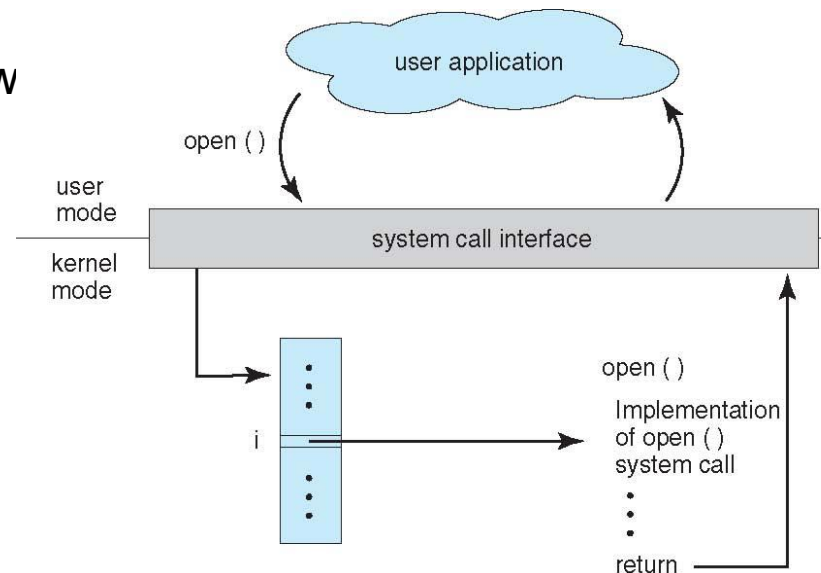 w
user application
open ( )
user
mode
system call interface
kernel
mode
open ( )
Implementation
i
of open ( )
system call
return